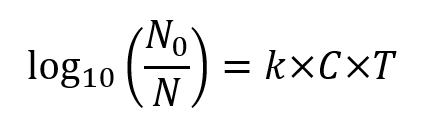 log₁₀ (N₀/N) = k×C×T